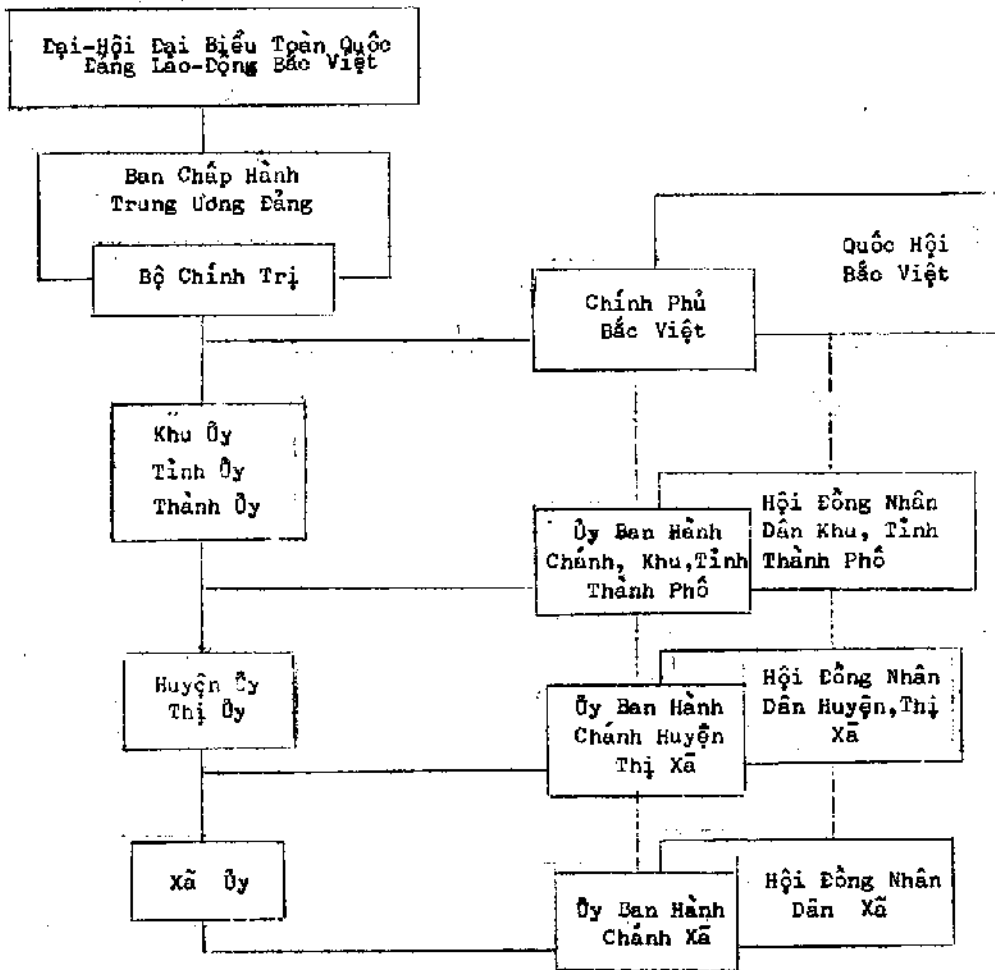 Đại-Hội Đại Biểu Toàn Quốc
Đảng Lao-Động Bắc Việt
Ban Chấp Hành
Trung Ương Đảng
Bộ Chính Trị
Quốc Hội
Bắc Việt
Chính Phủ
Bắc Việt
Khu Ủy
Tỉnh Ủy
Thành Ủy
Hội Đồng Nhân
Dân Khu, Tỉnh
Thành Phố
Ủy Ban Hành
Chánh, Khu,Tỉnh
Thành Phố
Huyện Ủy
Thị Ủy
Hội Đồng Nhân
Dân Huyện,Thị
Xã
Ủy Ban Hành
Chánh Huyện
Thị Xã
Xã Ủy
Hội Đồng Nhân
Dân Xã
Ủy Ban Hành
Chánh Xã